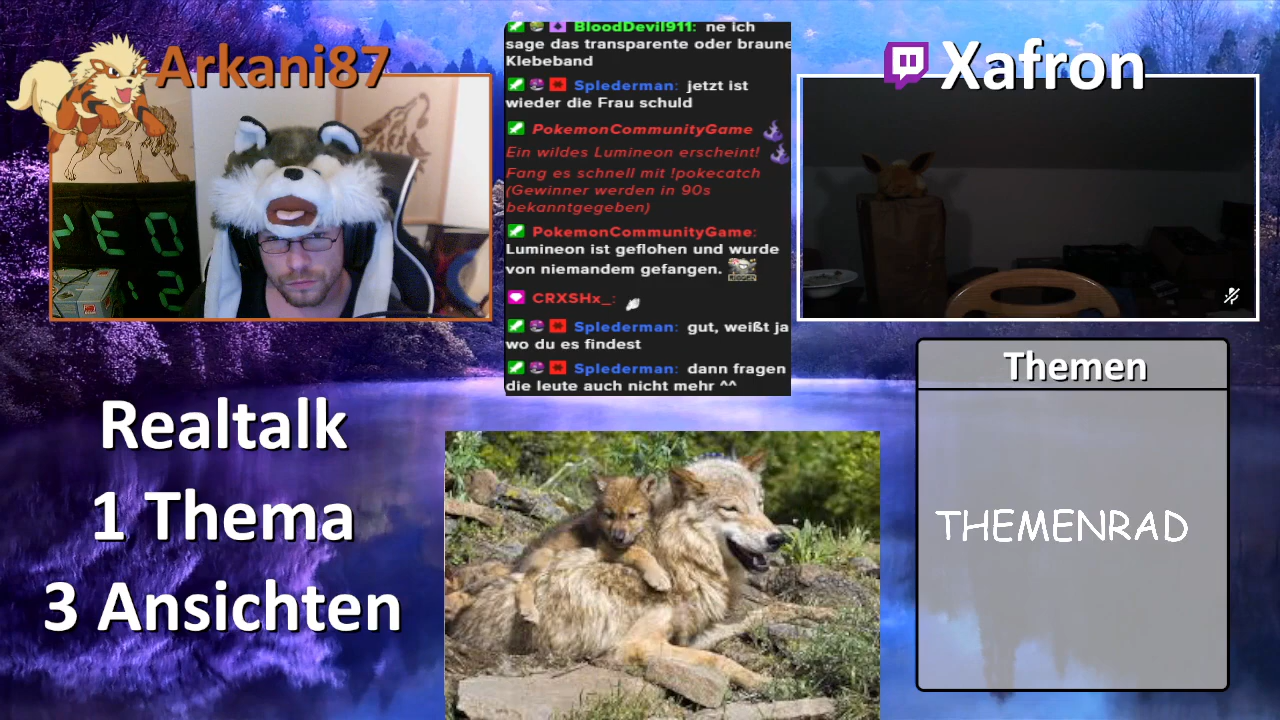 Arkani87
BloodDevil911: ne ich
sage das transparente oder braune
Klebeband
Splederman: jetzt ist
wieder die Frau schuld
PokemonCommunityGame
Ein wildes Lumineon erscheint!
Fang es schnell mit !pokecatch
(Gewinner werden in 90s
bekanntgegeben)
PokemonCommunityGame:
Lumineon ist geflohen und wurde
von niemandem gefangen.
CRXSHx_:
Splederman: gut, weißt ja
wo du es findest
Splederman: dann fragen
die leute auch nicht mehr ^^
Xafron
Realtalk
1 Thema
3 Ansichten
Themen
THEMENRAD